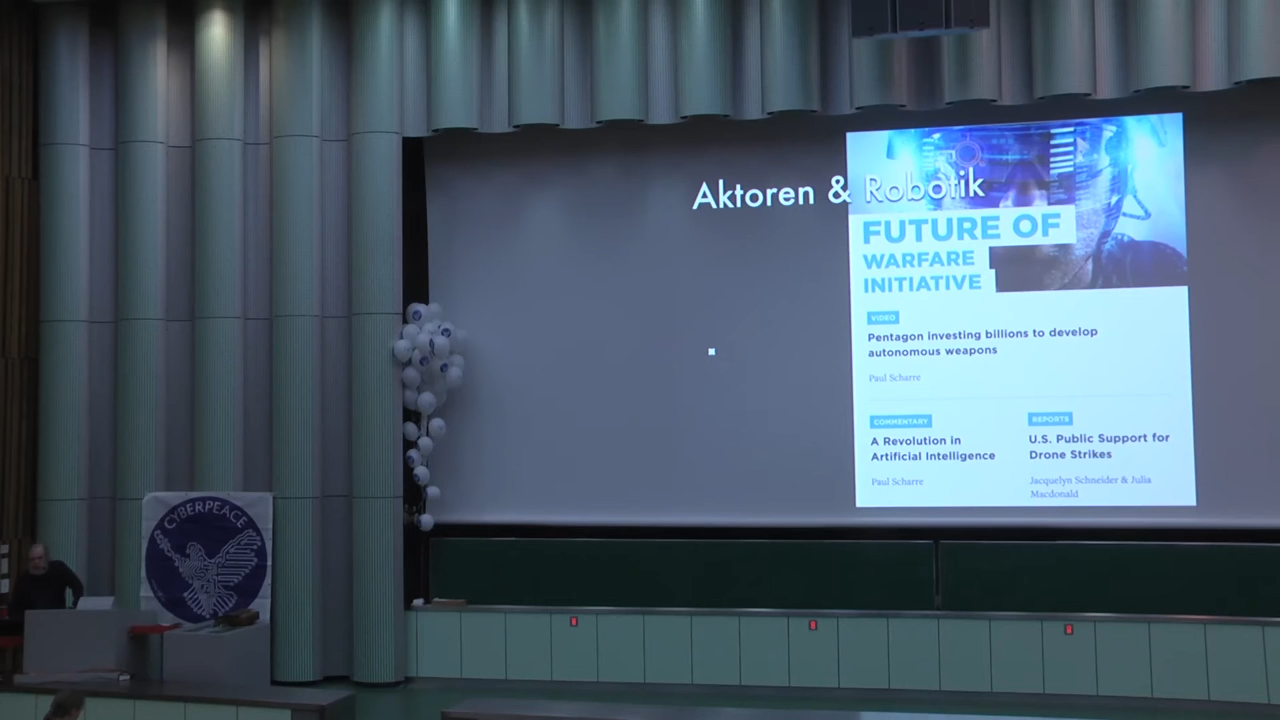 Aktoren & Robotik
FUTURE OF
WARFARE
INITIATIVE
VIDEO
Pentagon investing billions to develop
autonomous weapons
Paul Scharre
COMMENTARY
A Revolution in
Artificial Intelligence
Paul Scharre
REPORTS
U.S. Public Support for
Drone Strikes
Jacquelyn Schneider & Julia
Macdonald
CYBERPEACE